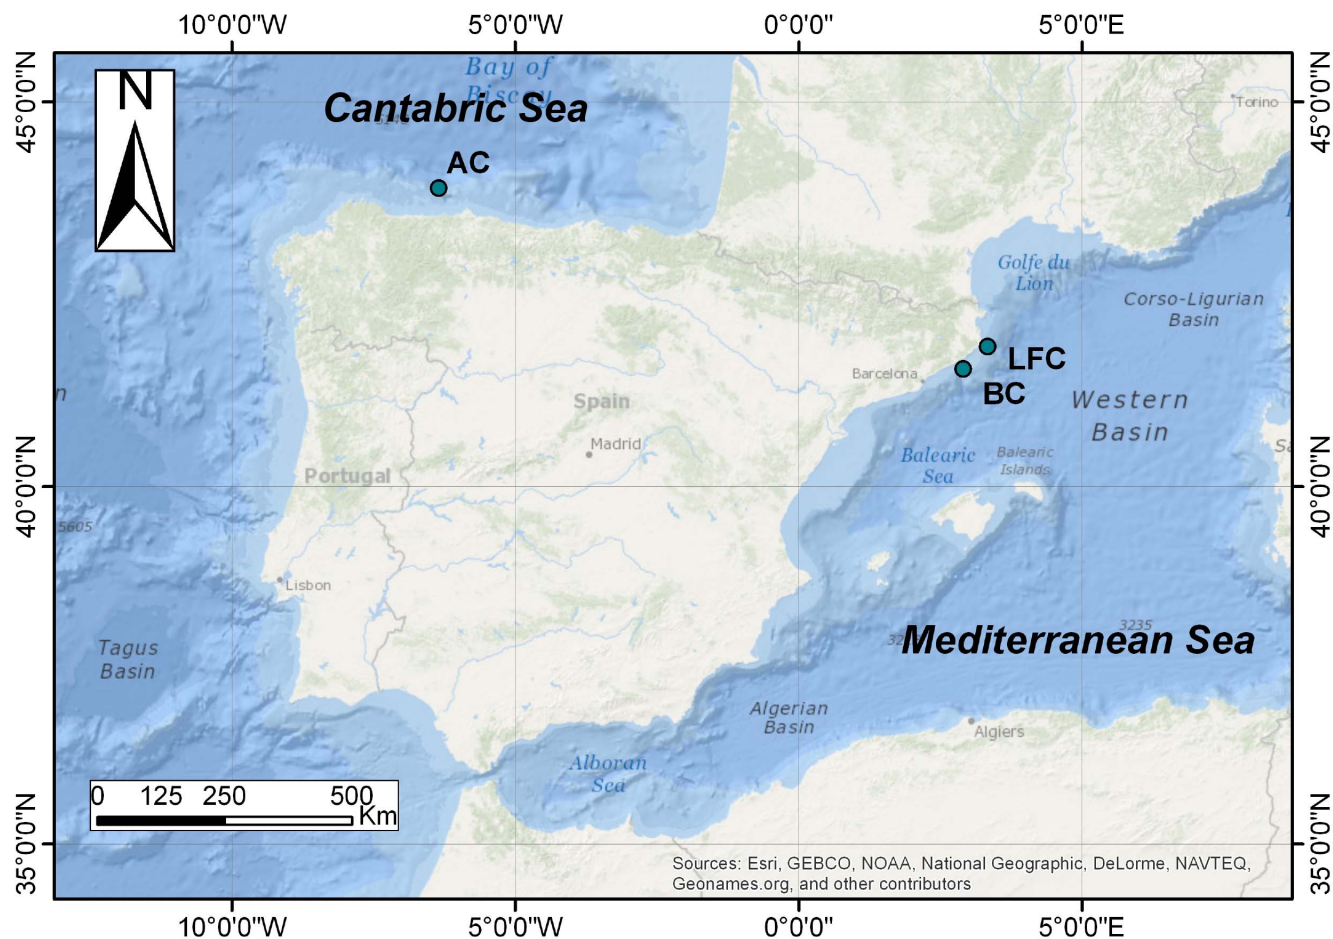 10°0'0"W 5°0'0"W 0°0'0" 5°0'0"E
45°0'0"N
45°0'0"N
N
Bay of
Biscay
Cantabric Sea
Torino
AC
Golfe du
Lion
Corso-Ligurian
Basin
LFC
Barcelona
BC
Western
Basin
n
Spain
Madrid
Balearic
Sea
Balearic
Islands
Sa
Portugal
40°0'0"N
40°0'0"N
5605
Lisbon
3235
Mediterranean Sea
Tagus
Basin
Algerian
Basin
Algiers
Alboran
Sea
0 125 250 500
Km
35°0'0"N
35°0'0"N
Sources: Esri, GEBCO, NOAA, National Geographic, DeLorme, NAVTEQ,
Geonames.org, and other contributors
10°0'0"W 5°0'0"W 0°0'0" 5°0'0"E